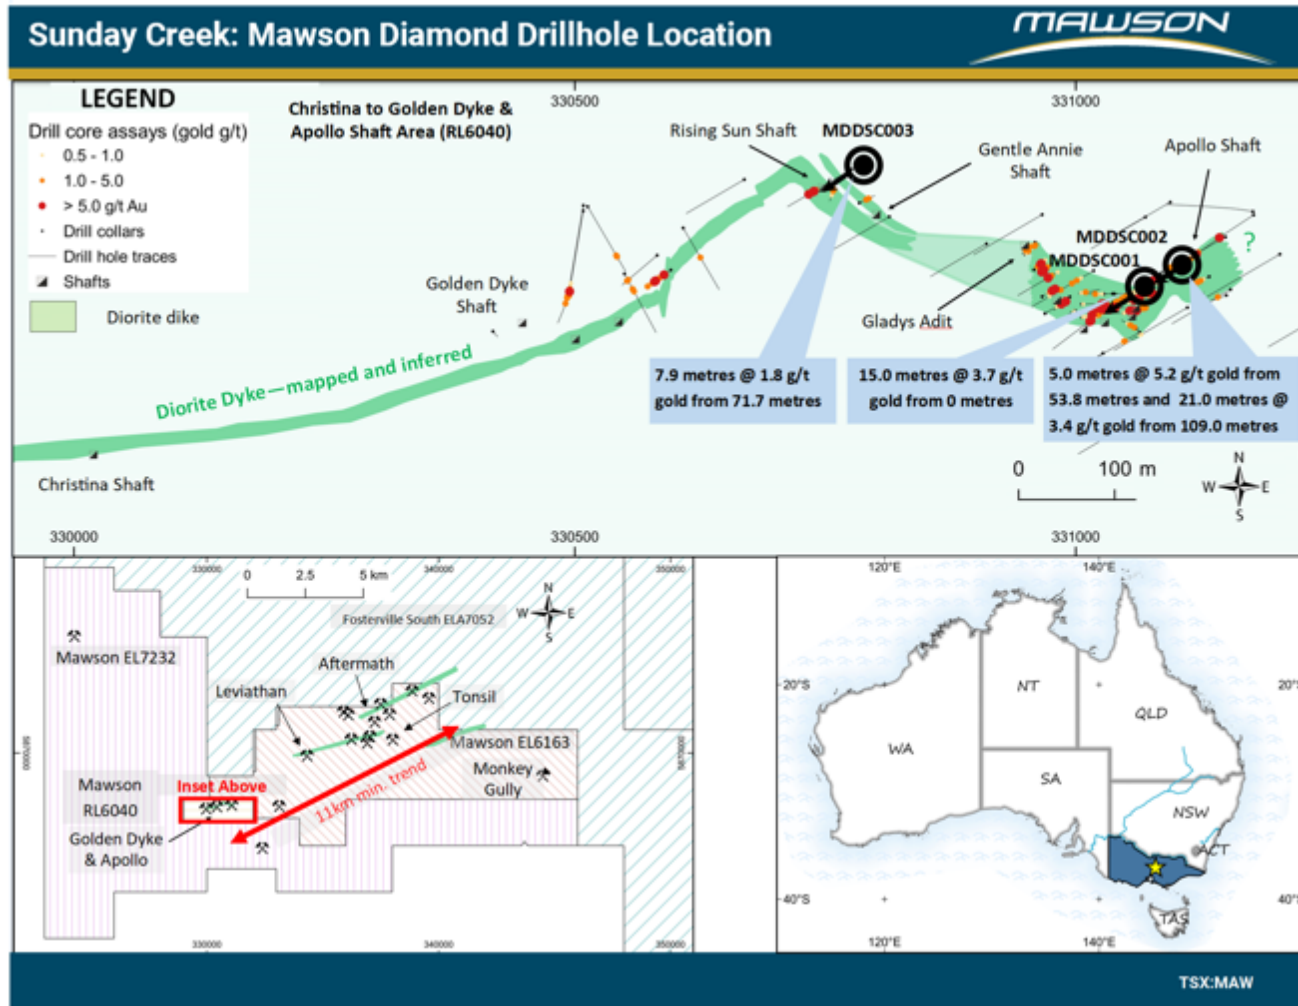 Sunday Creek: Mawson Diamond Drillhole Location
MAWSON
LEGEND
Drill core assays (gold g/t)
0.5 - 1.0
1.0 - 5.0
> 5.0 g/t Au
Drill collars
Drill hole traces
Shafts
Diorite dike
Christina to Golden Dyke &
Apollo Shaft Area (RL6040)
330500
331000
Rising Sun Shaft
MDDSC003
Gentle Annie
Shaft
Apollo Shaft
MDDSC002
MDDSC001
?
Golden Dyke
Shaft
Gladys Adit
Diorite Dyke—mapped and inferred
7.9 metres @ 1.8 g/t
gold from 71.7 metres
15.0 metres @ 3.7 g/t
gold from 0 metres
5.0 metres @ 5.2 g/t gold from
53.8 metres and 21.0 metres @
3.4 g/t gold from 109.0 metres
Christina Shaft
0 100 m
N
W E
S
330000
330500
331000
330000
340000
350000
0 2.5 5 km
N
W E
S
Fosterville South ELA7052
Mawson EL7232
Aftermath
Leviathan
Tonsil
Mawson EL6163
Monkey
Gully
11km min. trend
Mawson
RL6040
Inset Above
Golden Dyke
& Apollo
330000
340000
350000
120°E
140°E
20°S
20°S
NT
QLD
WA
SA
NSW
ACT
40°S
40°S
TAS
120°E
140°E
TSX:MAW